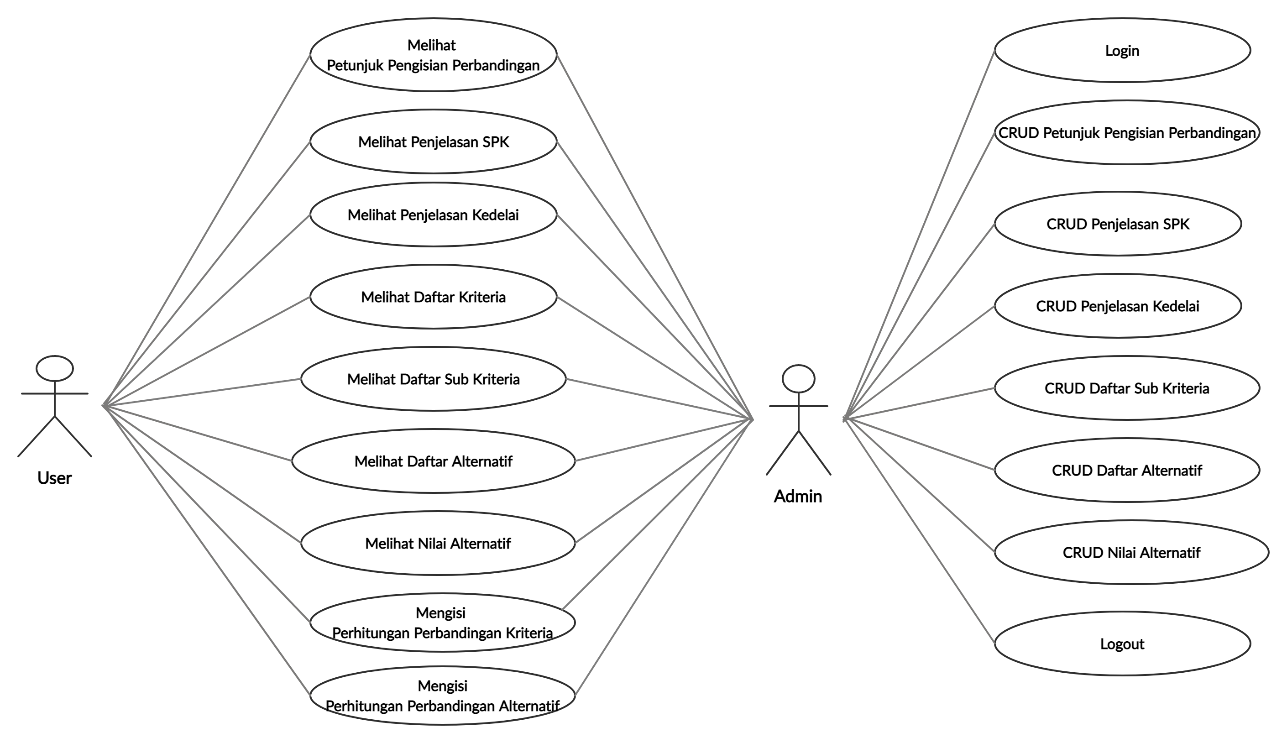 Melihat
Petunjuk Pengisian Perbandingan
Melihat Penjelasan SPK
Melihat Penjelasan Kedelai
Melihat Daftar Kriteria
Melihat Daftar Sub Kriteria
Melihat Daftar Alternatif
Melihat Nilai Alternatif
Mengisi
Perhitungan Perbandingan Kriteria
Mengisi
Perhitungan Perbandingan Alternatif
User
Admin
Login
CRUD Petunjuk Pengisian Perbandingan
CRUD Penjelasan SPK
CRUD Penjelasan Kedelai
CRUD Daftar Sub Kriteria
CRUD Daftar Alternatif
CRUD Nilai Alternatif
Logout